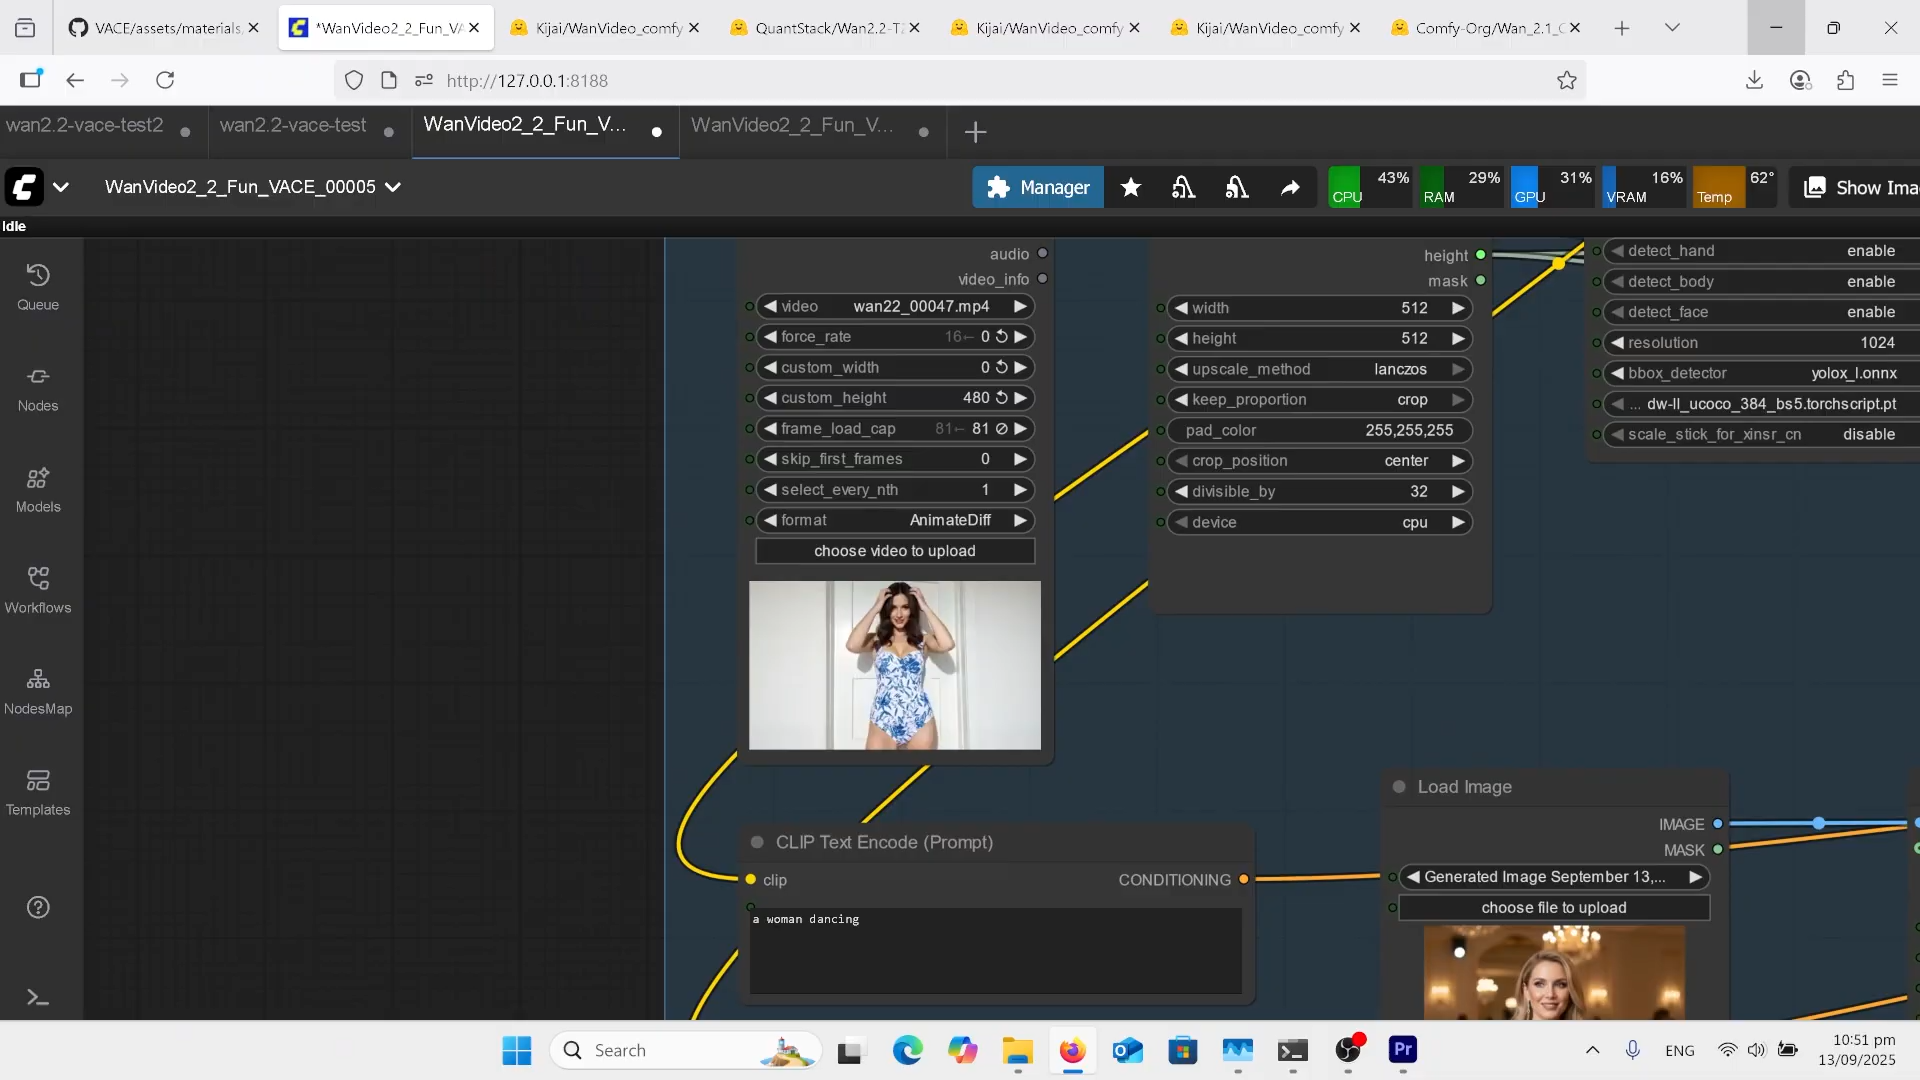 VACE/assets/materials,
*WanVideo2_2_Fun_VA
Kijai/WanVideo_comfy
QuantStack/Wan2.2-T2
Kijai/WanVideo_comfy
Kijai/WanVideo_comfy
Comfy-Org/Wan_2.1_C
http://127.0.0.1:8188
wan2.2-vace-test2
wan2.2-vace-test
WanVideo2_2_Fun_V...
WanVideo2_2_Fun_V...
WanVideo2_2_Fun_VACE_00005
Manager
CPU 43%
RAM 29%
GPU 31%
VRAM 16%
Temp 62°
Show Ima
Idle
Queue
Nodes
Models
Workflows
NodesMap
Templates
audio
video_info
video wan22_00047.mp4
force_rate 16← 0
custom_width 0
custom_height 480
frame_load_cap 81← 81
skip_first_frames 0
select_every_nth 1
format AnimateDiff
choose video to upload
height
mask
width 512
height 512
upscale_method lanczos
keep_proportion crop
pad_color 255,255,255
crop_position center
divisible_by 32
device cpu
detect_hand enable
detect_body enable
detect_face enable
resolution 1024
bbox_detector yolox_l.onnx
... dw-ll_ucoco_384_bs5.torchscript.pt
scale_stick_for_xinsr_cn disable
CLIP Text Encode (Prompt)
clip CONDITIONING
a woman dancing
Load Image
IMAGE
MASK
Generated Image September 13,...
choose file to upload
Search
Pr
ENG
10:51 pm
13/09/2025